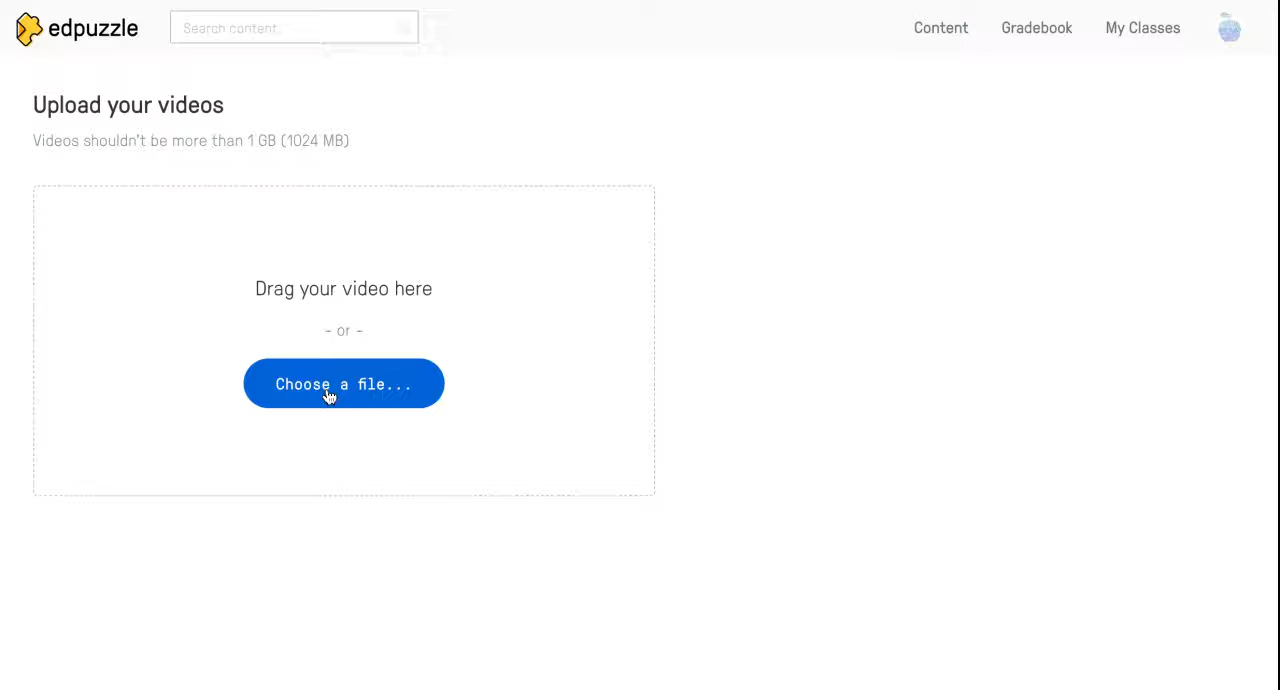 edpuzzle
Search content
Content
Gradebook
My Classes
Upload your videos
Videos shouldn't be more than 1 GB (1024 MB)
Drag your video here
- or -
Choose a file...